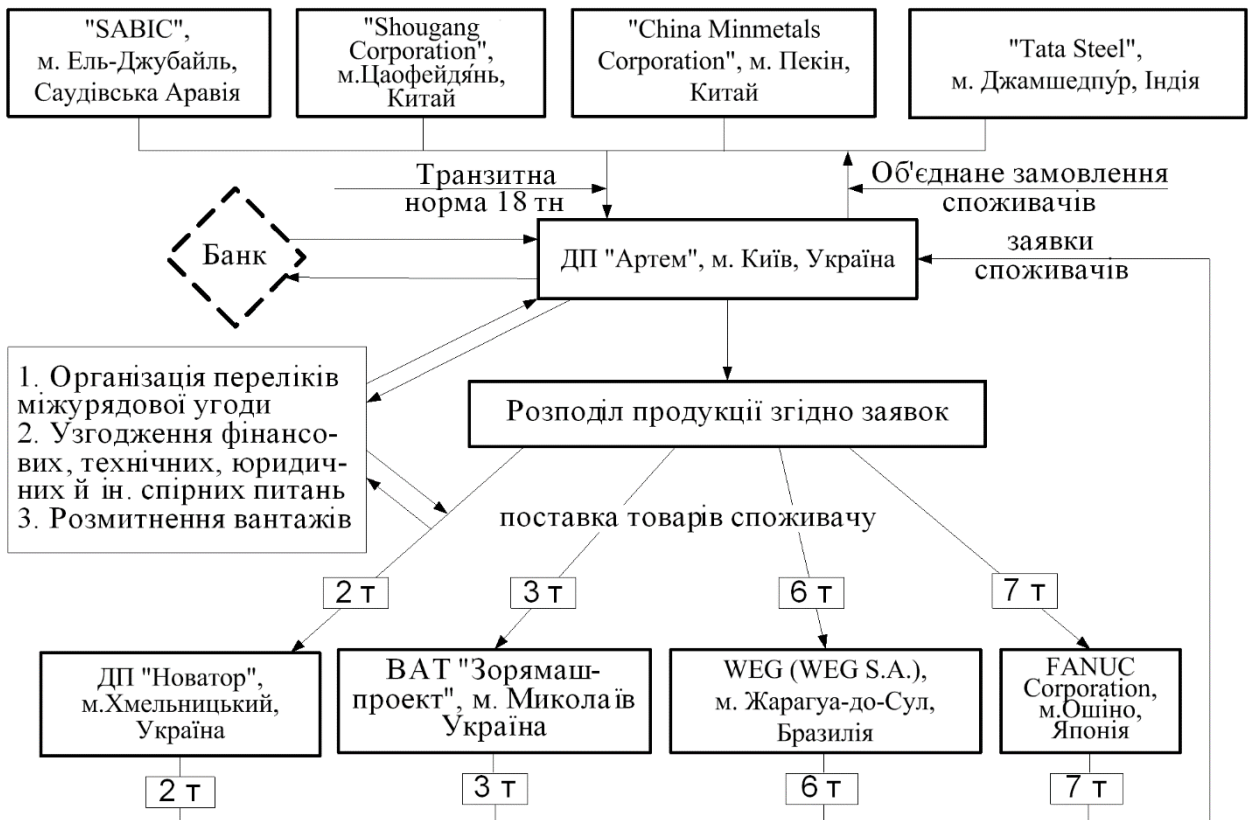 "SABIC",
м. Ель-Джубайль,
Саудівська Аравія
"Shougang
Corporation",
м.Цаофейдя́нь,
Китай
"China Minmetals
Corporation", м. Пекін,
Китай
"Tata Steel",
м. Джамшедпу́р, Індія
Транзитна
норма 18 тн
Об'єднане замовлення
споживачів
Банк
ДП "Артем", м. Київ, Україна
заявки
споживачів
1. Організація переліків
міжурядової угоди
2. Узгодження фінансо-
вих, технічних, юридич-
них й ін. спірних питань
3. Розмитнення вантажів
Розподіл продукції згідно заявок
поставка товарів споживачу
2 т
3 т
6 т
7 т
ДП "Новатор",
м.Хмельницький,
Україна
ВАТ "Зорямаш-
проект", м. Миколаїв
Україна
WEG (WEG S.A.),
м. Жарагуа-до-Сул,
Бразилія
FANUC
Corporation,
м.Ошіно,
Японія
2 т
3 т
6 т
7 т